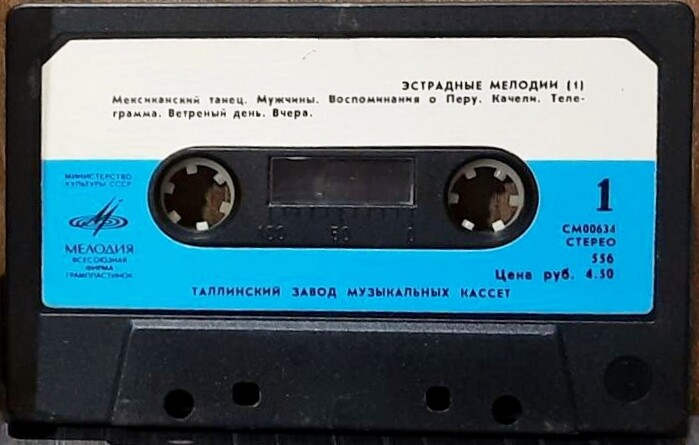 ЭСТРАДНЫЕ МЕЛОДИИ (1)
Мексиканский танец. Мужчины. Воспоминания о Перу. Качели. Теле-
грамма. Ветреный день. Вчера.
МИНИСТЕРСТВО
КУЛЬТУРЫ СССР
МЕЛОДИЯ
ВСЕСОЮЗНАЯ
ФИРМА
ГРАМПЛАСТИНОК
100 50 0
1
СМ00634
СТЕРЕО
556
Цена руб. 4.50
ТАЛЛИНСКИЙ ЗАВОД МУЗЫКАЛЬНЫХ КАССЕТ